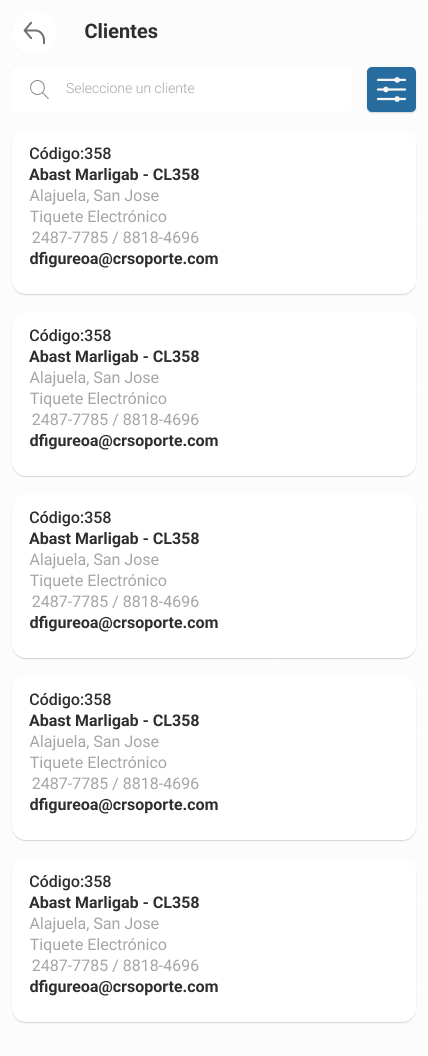 Clientes
Seleccione un cliente
Código:358
Abast Marligab - CL358
Alajuela, San Jose
Tiquete Electrónico
2487-7785 / 8818-4696
dfigureoa@crsoporte.com
Código:358
Abast Marligab - CL358
Alajuela, San Jose
Tiquete Electrónico
2487-7785 / 8818-4696
dfigureoa@crsoporte.com
Código:358
Abast Marligab - CL358
Alajuela, San Jose
Tiquete Electrónico
2487-7785 / 8818-4696
dfigureoa@crsoporte.com
Código:358
Abast Marligab - CL358
Alajuela, San Jose
Tiquete Electrónico
2487-7785 / 8818-4696
dfigureoa@crsoporte.com
Código:358
Abast Marligab - CL358
Alajuela, San Jose
Tiquete Electrónico
2487-7785 / 8818-4696
dfigureoa@crsoporte.com